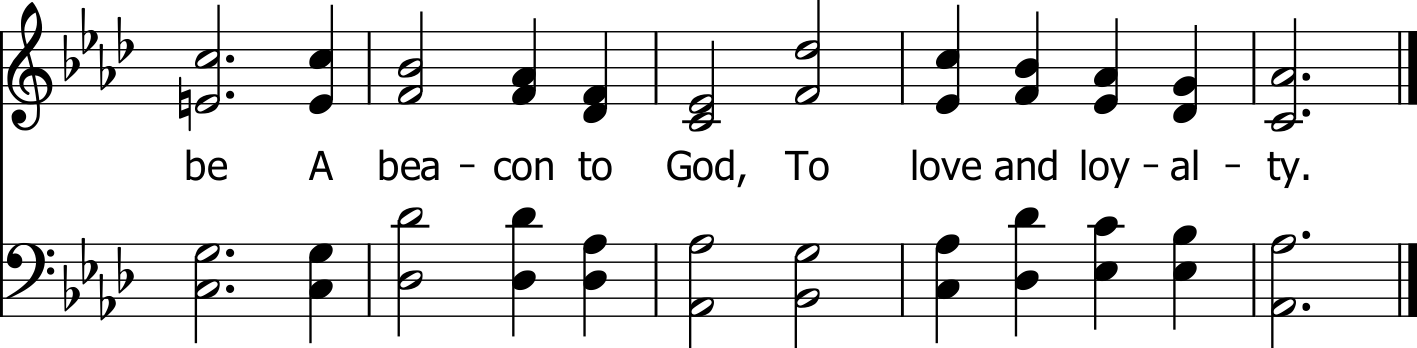 be A bea - con to God, To love and loy - al - ty.